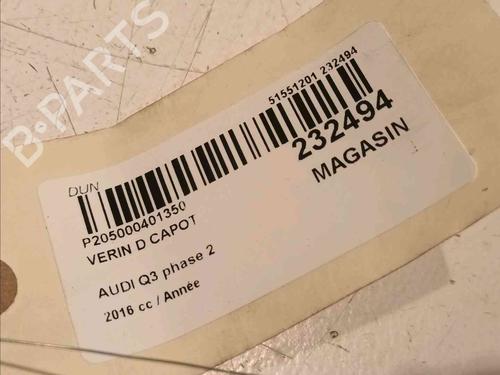 B-PARTS
51551201 232494
232494
MAGASIN
DUN
P205000401350
VERIN D CAPOT
AUDI Q3 phase 2
2016 cc / Année